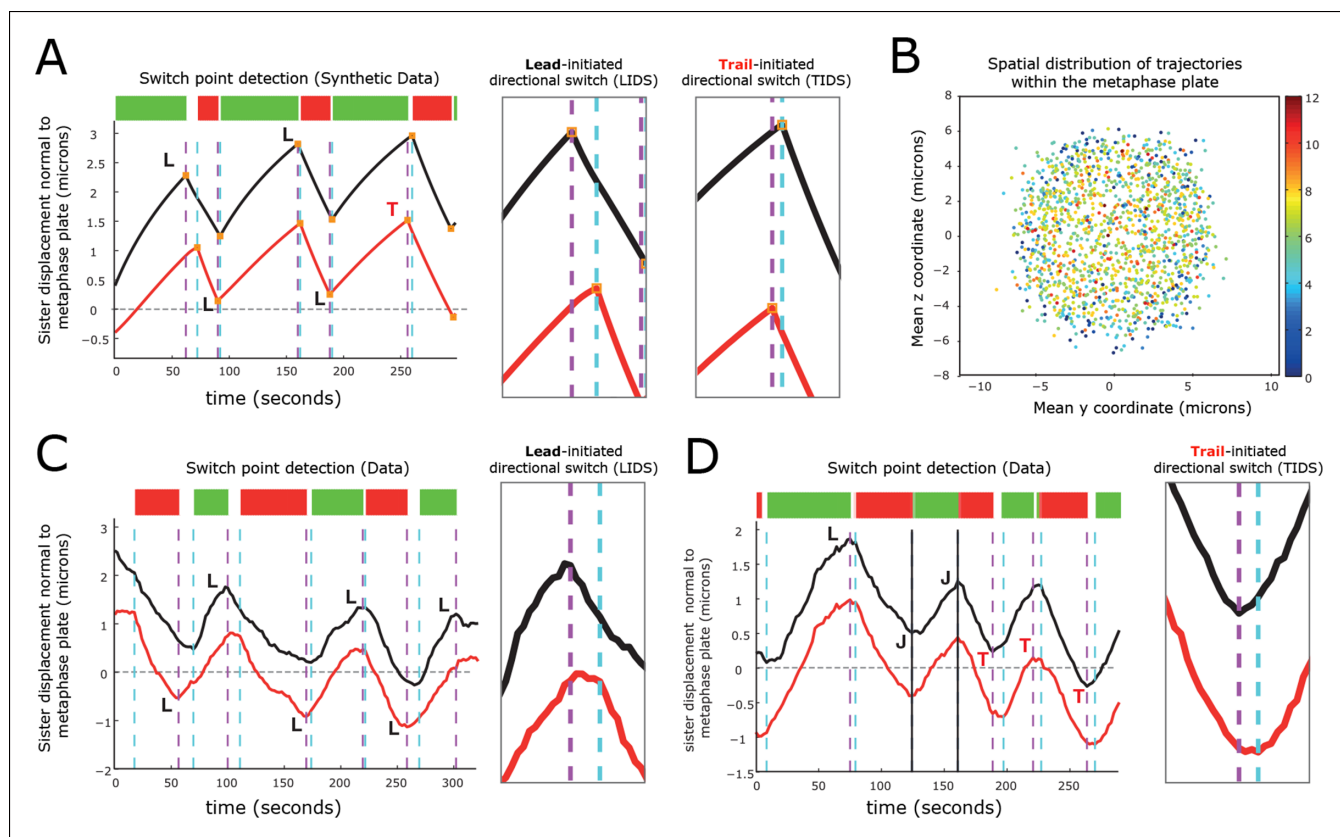 A
Switch point detection (Synthetic Data)
Sister displacement normal to
metaphase plate (microns)
3
2.5
2
1.5
1
0.5
0
−0.5
L
L
L
L
T
0
50
100
150
200
250
time (seconds)
Lead-initiated
directional switch (LIDS)
Trail-initiated
directional switch (TIDS)
B
Spatial distribution of trajectories
within the metaphase plate
Mean z coordinate (microns)
8
6
4
2
0
−2
−4
−6
−8
−10
−5
0
5
10
Mean y coordinate (microns)
12
10
8
6
4
2
0
C
Switch point detection (Data)
Sister displacement normal to
metaphase plate (microns)
3
2
1
0
−1
−2
L
L
L
L
L
L
0
50
100
150
200
250
300
time (seconds)
Lead-initiated
directional switch (LIDS)
D
Switch point detection (Data)
sister displacement normal to
metaphase plate (microns)
2
1.5
1
0.5
0
−0.5
−1
−1.5
L
J
J
T
T
T
0
50
100
150
200
250
time (seconds)
Trail-initiated
directional switch (TIDS)